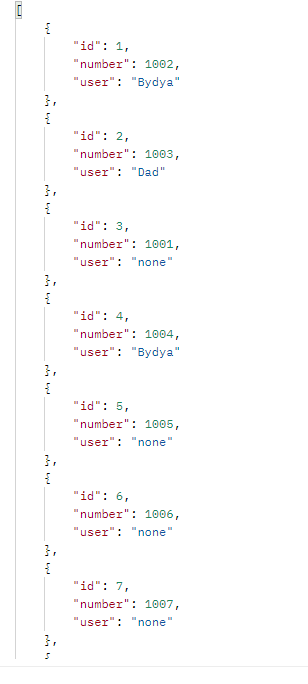 [
{
"id": 1,
"number": 1002,
"user": "Bydya"
},
{
"id": 2,
"number": 1003,
"user": "Dad"
},
{
"id": 3,
"number": 1001,
"user": "none"
},
{
"id": 4,
"number": 1004,
"user": "Bydya"
},
{
"id": 5,
"number": 1005,
"user": "none"
},
{
"id": 6,
"number": 1006,
"user": "none"
},
{
"id": 7,
"number": 1007,
"user": "none"
},
{